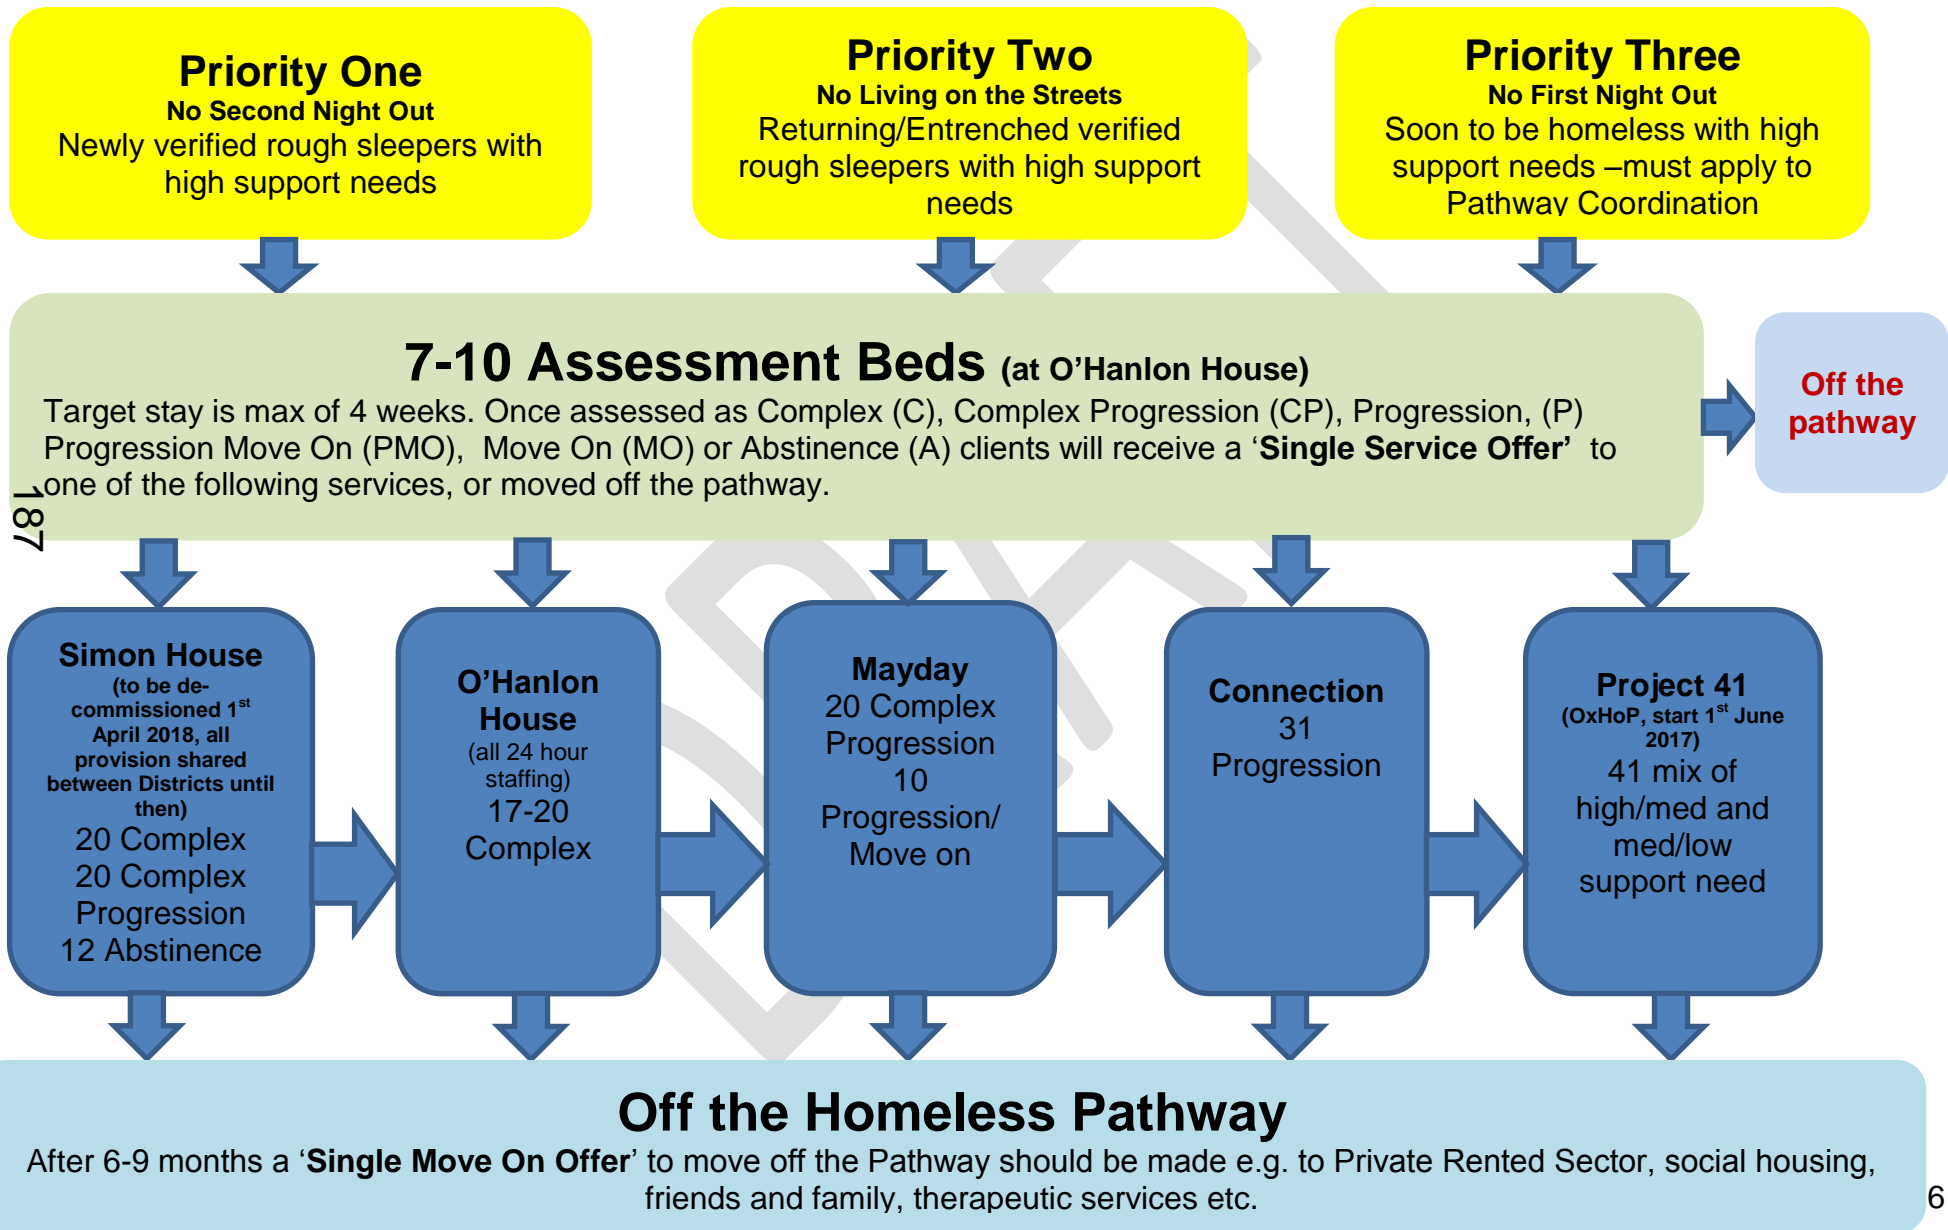 Priority One
No Second Night Out
Newly verified rough sleepers with
high support needs
Priority Two
No Living on the Streets
Returning/Entrenched verified
rough sleepers with high support
needs
Priority Three
No First Night Out
Soon to be homeless with high
support needs –must apply to
Pathway Coordination
7-10 Assessment Beds (at O’Hanlon House)
Target stay is max of 4 weeks. Once assessed as Complex (C), Complex Progression (CP), Progression, (P)
Progression Move On (PMO),  Move On (MO) or Abstinence (A) clients will receive a ‘Single Service Offer’  to
one of the following services, or moved off the pathway.
Off the
pathway
187
Simon House
(to be de-
commissioned 1st
April 2018, all
provision shared
between Districts until
then)
20 Complex
20 Complex
Progression
12 Abstinence
O’Hanlon
House
(all 24 hour
staffing)
17-20
Complex
Mayday
20 Complex
Progression
10
Progression/
Move on
Connection
31
Progression
Project 41
(OxHoP, start 1st June
2017)
41 mix of
high/med and
med/low
support need
Off the Homeless Pathway
After 6-9 months a ‘Single Move On Offer’ to move off the Pathway should be made e.g. to Private Rented Sector, social housing,
friends and family, therapeutic services etc.
6
DRAFT